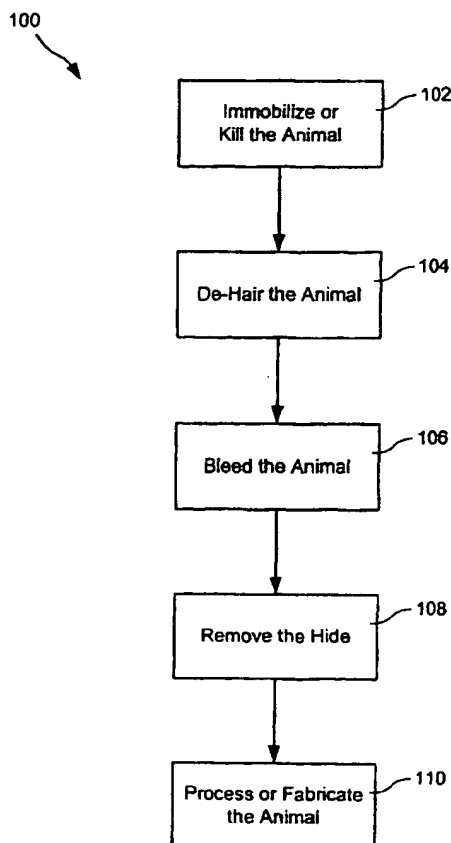 100
102
Immobilize or
Kill the Animal
104
De-Hair the Animal
106
Bleed the Animal
108
Remove the Hide
110
Process or Fabricate
the Animal